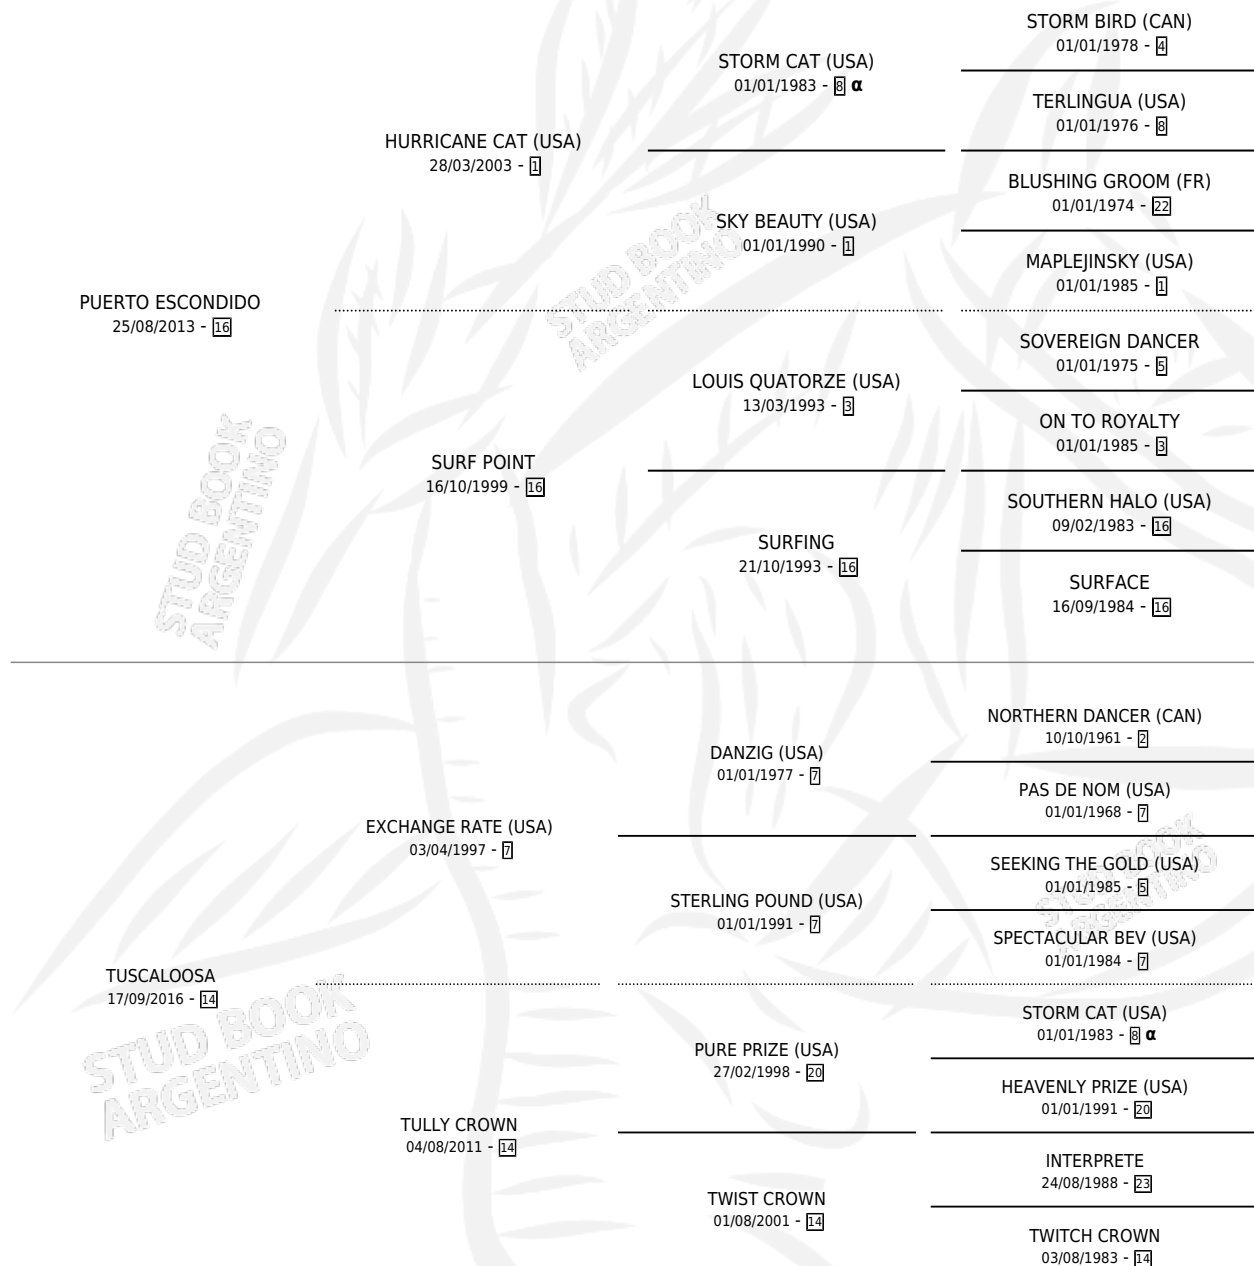 STORM BIRD (CAN)
01/01/1978 - 4
STORM CAT (USA)
01/01/1983 - 8 α
TERLINGUA (USA)
01/01/1976 - 8
HURRICANE CAT (USA)
28/03/2003 - 1
BLUSHING GROOM (FR)
01/01/1974 - 22
SKY BEAUTY (USA)
01/01/1990 - 1
MAPLEJINSKY (USA)
01/01/1985 - 1
PUERTO ESCONDIDO
25/08/2013 - 16
SOVEREIGN DANCER
01/01/1975 - 5
LOUIS QUATORZE (USA)
13/03/1993 - 3
ON TO ROYALTY
01/01/1985 - 3
SURF POINT
16/10/1999 - 16
SOUTHERN HALO (USA)
09/02/1983 - 16
SURFING
21/10/1993 - 16
SURFACE
16/09/1984 - 16
NORTHERN DANCER (CAN)
10/10/1961 - 2
DANZIG (USA)
01/01/1977 - 7
PAS DE NOM (USA)
01/01/1968 - 7
EXCHANGE RATE (USA)
03/04/1997 - 7
SEEKING THE GOLD (USA)
01/01/1985 - 5
STERLING POUND (USA)
01/01/1991 - 7
SPECTACULAR BEV (USA)
01/01/1984 - 7
TUSCALOOSA
17/09/2016 - 14
STORM CAT (USA)
01/01/1983 - 8 α
PURE PRIZE (USA)
27/02/1998 - 20
HEAVENLY PRIZE (USA)
01/01/1991 - 20
TULLY CROWN
04/08/2011 - 14
INTERPRETE
24/08/1988 - 23
TWIST CROWN
01/08/2001 - 14
TWITCH CROWN
03/08/1983 - 14
STUD BOOK
ARGENTINO
STUD BOOK
ARGENTINO
STUD BOOK
ARGENTINO
STUD BOOK
ARGENTINO